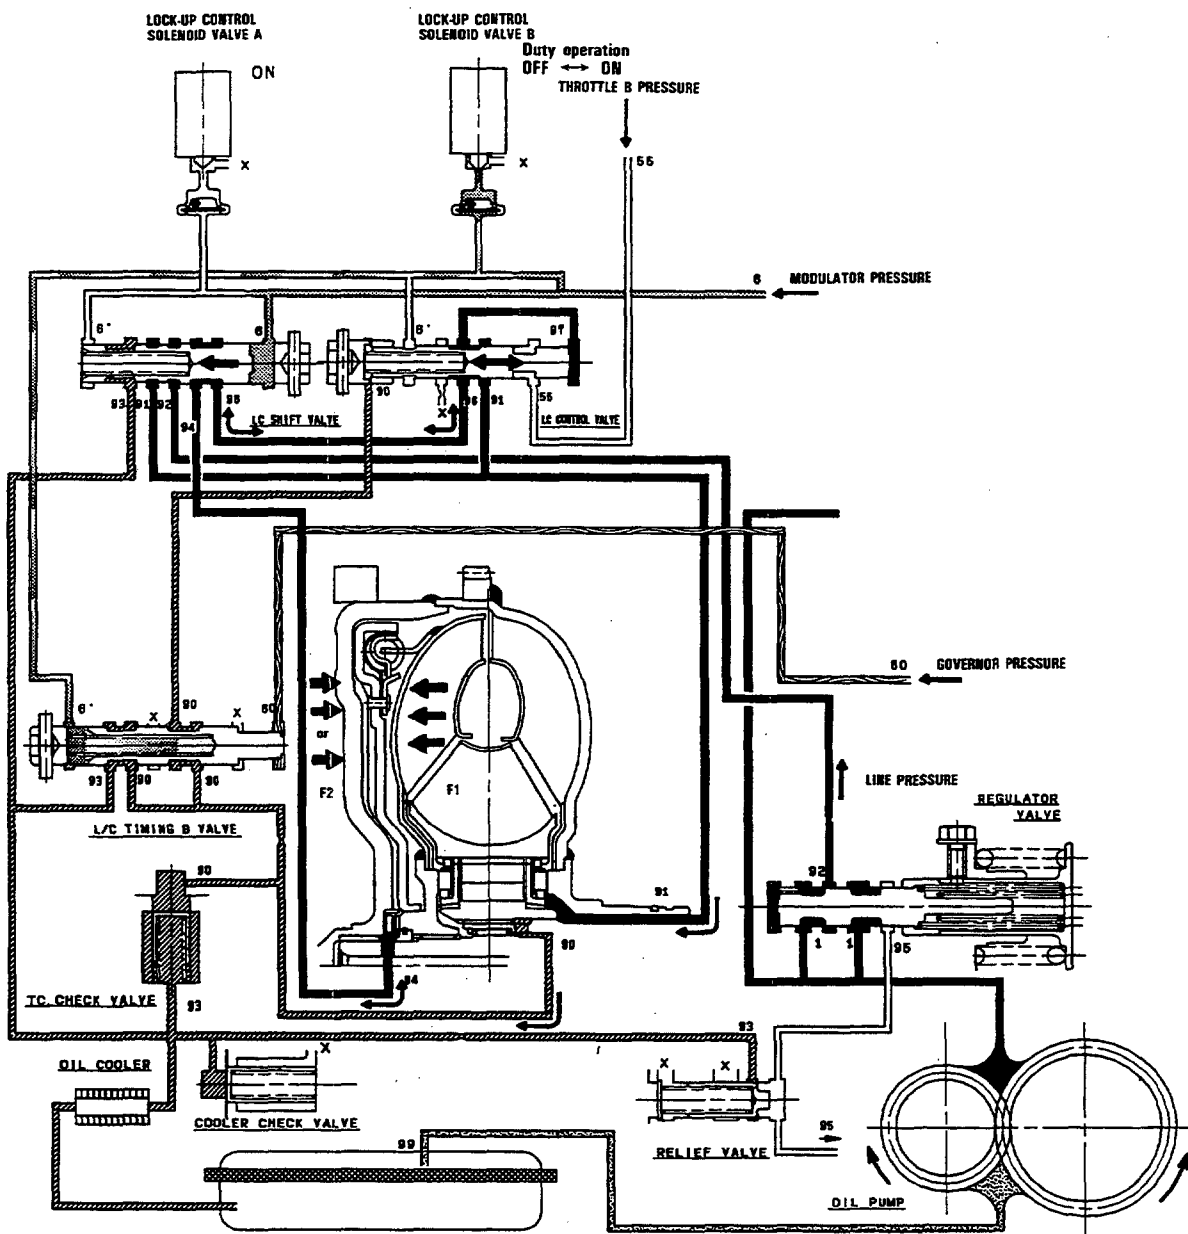 LOCK-UP CONTROL
SOLENOID VALVE A
ON
LOCK-UP CONTROL
SOLENOID VALVE B
Duty operation
OFF ↔ ON
THROTTLE B PRESSURE
X
X
55
6 MODULATOR PRESSURE
6'
6
6'
97
93
91
92
94
95
LC SHIFT VALVE
90
X
96
91
55
LC CONTROL VALVE
60 GOVERNOR PRESSURE
6'
X
90
X
60
93
90
96
L/C TIMING B VALVE
or
F2
F1
LINE PRESSURE
REGULATOR
VALVE
92
1
1
95
91
90
94
90
TC. CHECK VALVE
93
OIL COOLER
X
COOLER CHECK VALVE
93
X
X
RELIEF VALVE
95
99
OIL PUMP